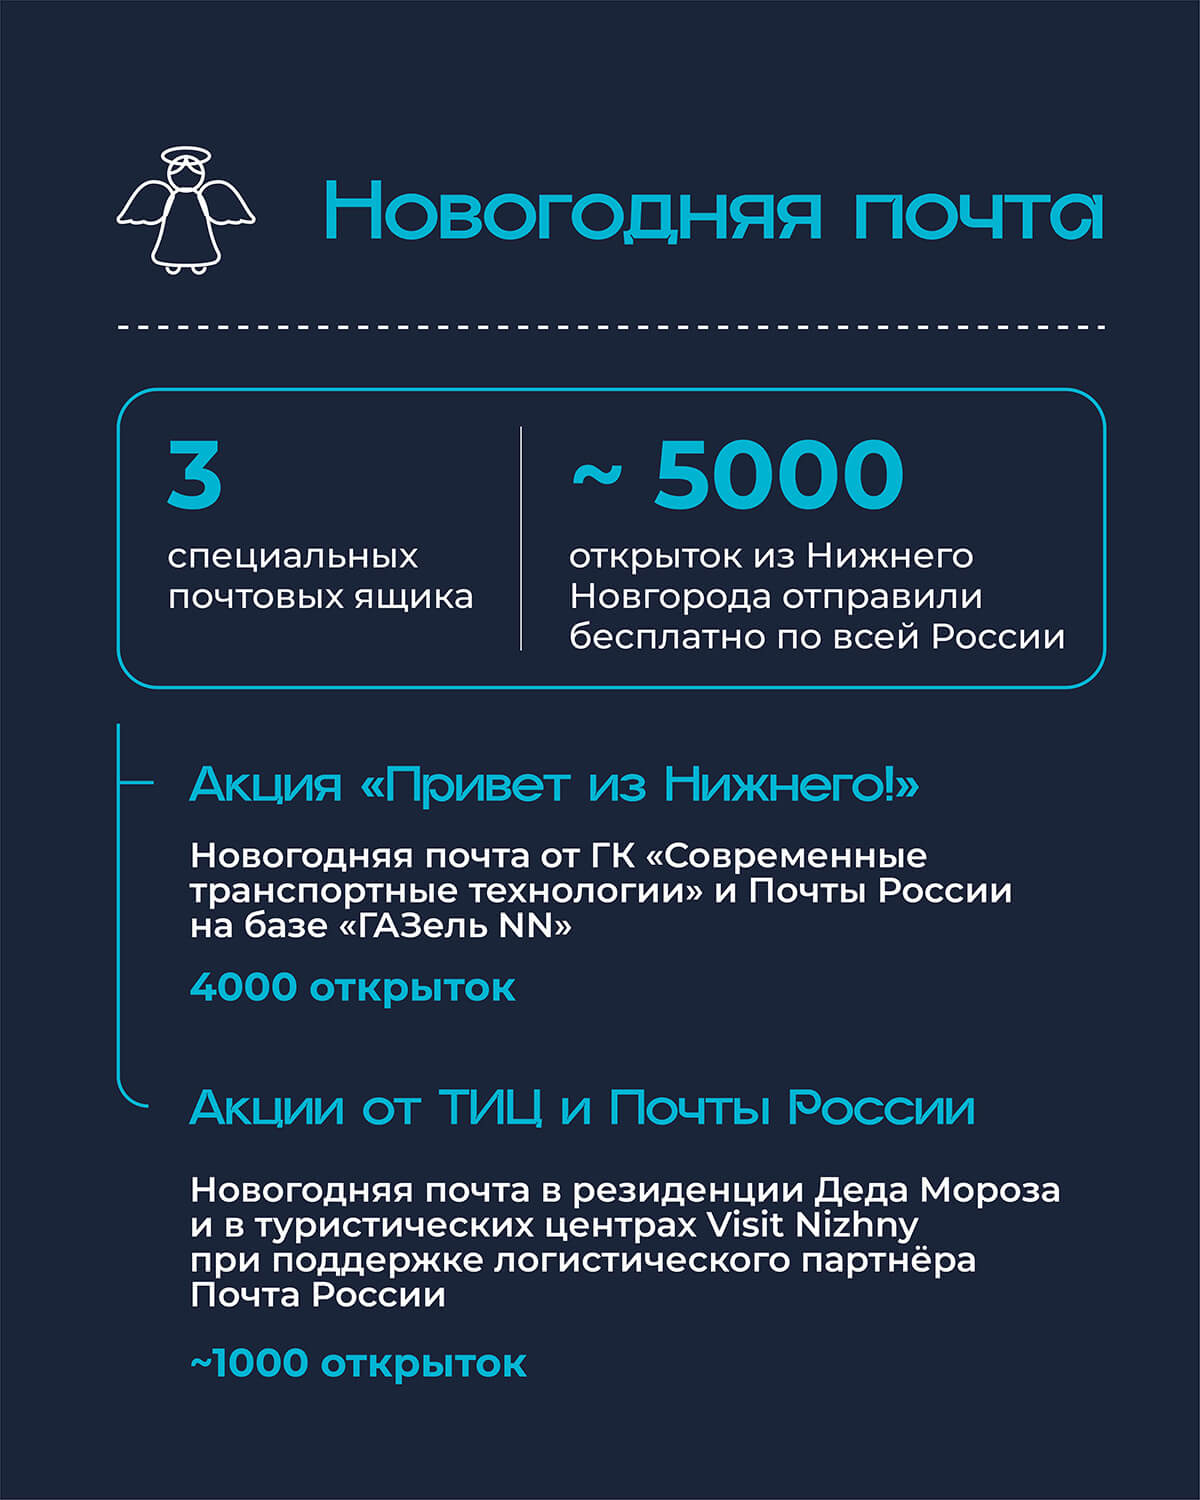 Новогодняя почта
3
специальных
почтовых ящика
~ 5000
открыток из Нижнего
Новгорода отправили
бесплатно по всей России
Акция «Привет из Нижнего!»
Новогодняя почта от ГК «Современные
транспортные технологии» и Почты России
на базе «ГАЗель NN»
4000 открыток
Акции от ТИЦ и Почты России
Новогодняя почта в резиденции Деда Мороза
и в туристических центрах Visit Nizhny
при поддержке логистического партнёра
Почта России
~1000 открыток